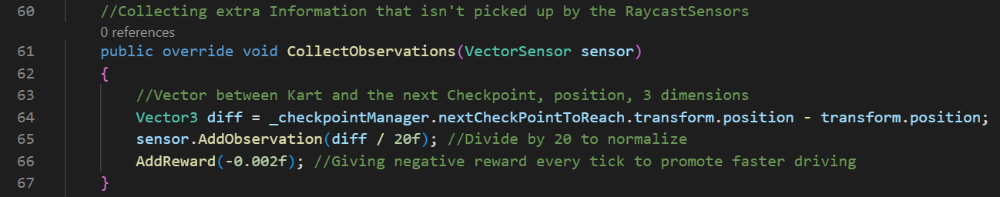 60 //Collecting extra Information that isn't picked up by the RaycastSensors
0 references
61 public override void CollectObservations(VectorSensor sensor)
62 {
63 //Vector between Kart and the next Checkpoint, position, 3 dimensions
64 Vector3 diff = _checkpointManager.nextCheckPointToReach.transform.position - transform.position;
65 sensor.AddObservation(diff / 20f); //Divide by 20 to normalize
66 AddReward(-0.002f); //Giving negative reward every tick to promote faster driving
67 }